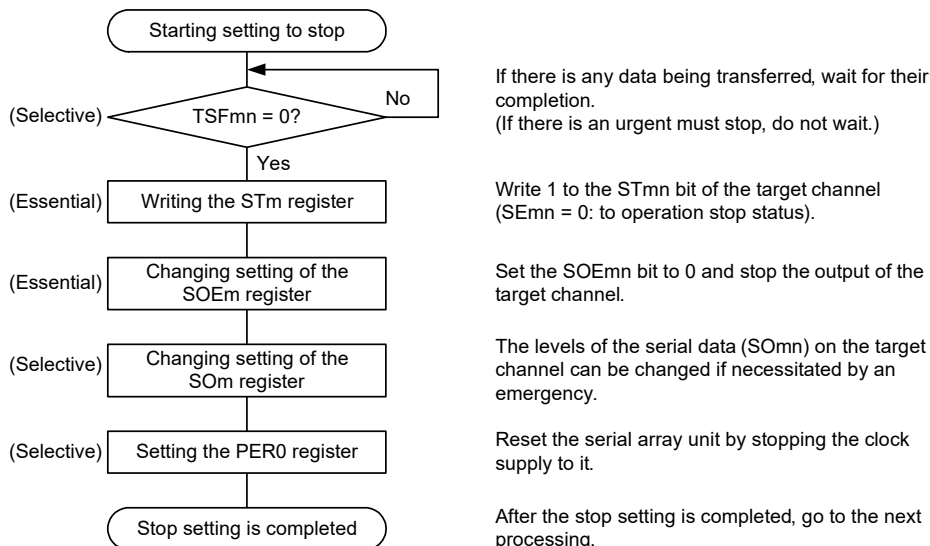 Starting setting to stop
If there is any data being transferred, wait for their
completion.
(If there is an urgent must stop, do not wait.)
(Selective)
TSFmn = 0?
No
Yes
(Essential)
Writing the STm register
Write 1 to the STmn bit of the target channel
(SEmn = 0: to operation stop status).
(Essential)
Changing setting of the
SOEm register
Set the SOEmn bit to 0 and stop the output of the
target channel.
(Selective)
Changing setting of the
SOm register
The levels of the serial data (SOmn) on the target
channel can be changed if necessitated by an
emergency.
(Selective)
Setting the PER0 register
Reset the serial array unit by stopping the clock
supply to it.
Stop setting is completed
After the stop setting is completed, go to the next
processing.